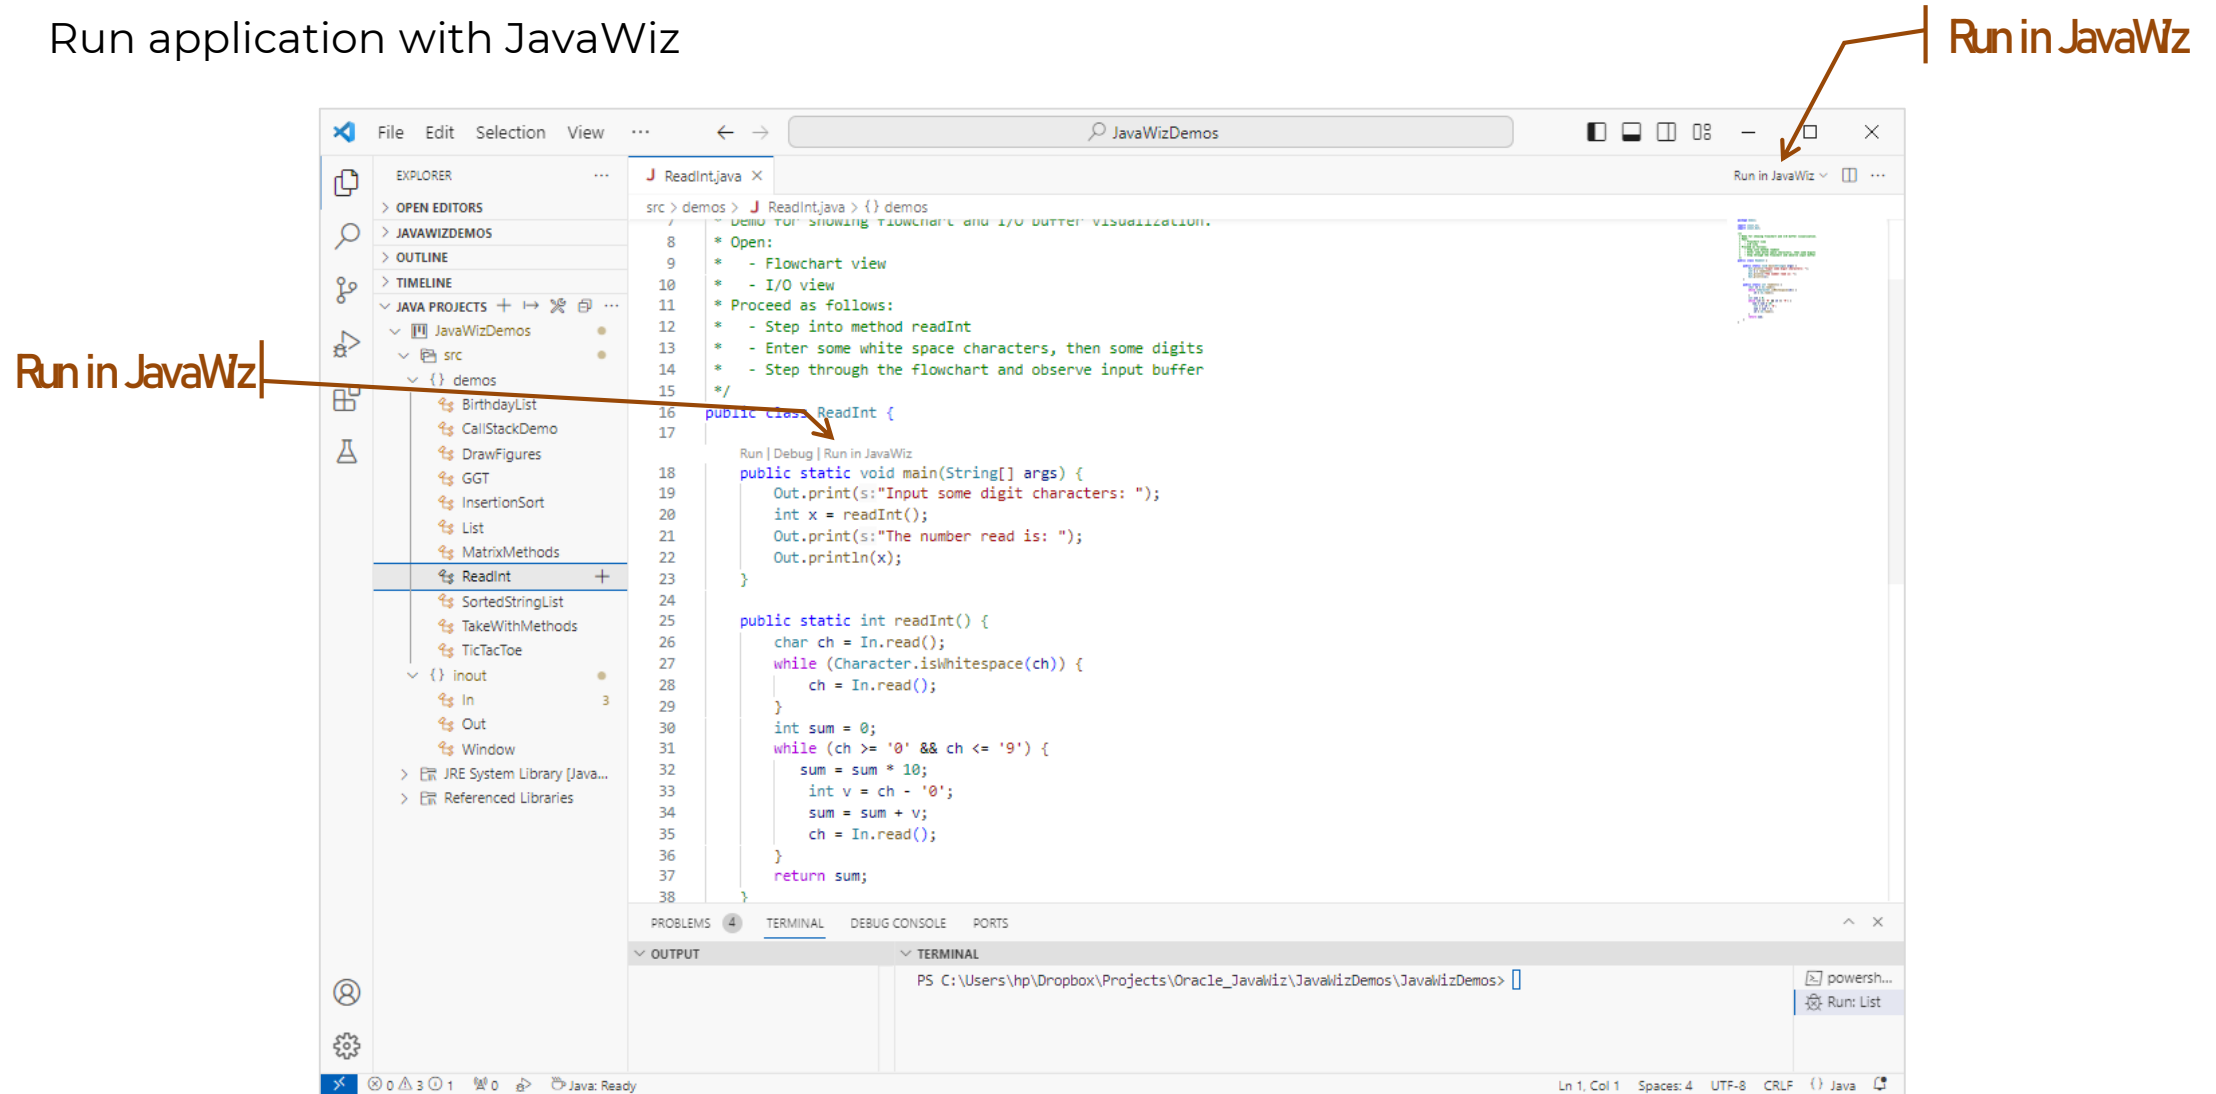 Run application with JavaWiz
Run in JavaWiz
File Edit Selection View ···
JavaWizDemos
EXPLORER ···
ReadInt.java
Run in JavaWiz
OPEN EDITORS
JAVAWIZDEMOS
OUTLINE
TIMELINE
JAVA PROJECTS
JavaWizDemos
src
{} demos
BirthdayList
CallStackDemo
DrawFigures
GGT
InsertionSort
List
MatrixMethods
ReadInt
SortedStringList
TakeWithMethods
TicTacToe
{} inout
In 3
Out
Window
JRE System Library [Java...
Referenced Libraries
Run in JavaWiz
src > demos > J ReadInt.java > {} demos
7 * Demo for showing flowchart and I/O buffer visualization.
8 * Open:
9 * - Flowchart view
10 * - I/O view
11 * Proceed as follows:
12 * - Step into method readInt
13 * - Enter some white space characters, then some digits
14 * - Step through the flowchart and observe input buffer
15 */
16 public class ReadInt {
17
Run | Debug | Run in JavaWiz
18 public static void main(String[] args) {
19 Out.print(s:"Input some digit characters: ");
20 int x = readInt();
21 Out.print(s:"The number read is: ");
22 Out.println(x);
23 }
24
25 public static int readInt() {
26 char ch = In.read();
27 while (Character.isWhitespace(ch)) {
28 ch = In.read();
29 }
30 int sum = 0;
31 while (ch >= '0' && ch <= '9') {
32 sum = sum * 10;
33 int v = ch - '0';
34 sum = sum + v;
35 ch = In.read();
36 }
37 return sum;
38 }
PROBLEMS 4 TERMINAL DEBUG CONSOLE PORTS
OUTPUT
TERMINAL
PS C:\Users\hp\Dropbox\Projects\Oracle_JavaWiz\JavaWizDemos\JavaWizDemos>
powersh...
Run: List
0 3 1 0 Java: Ready
Ln 1, Col 1 Spaces: 4 UTF-8 CRLF {} Java